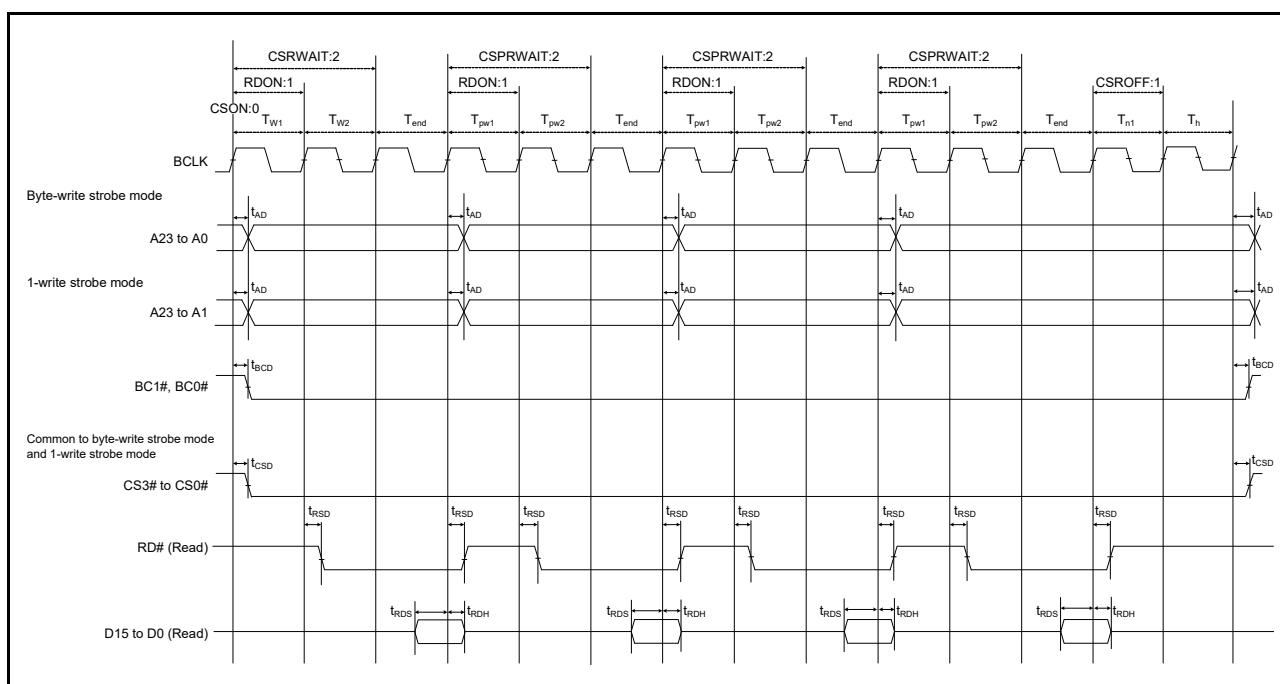 CSRWAIT:2 CSPRWAIT:2 CSPRWAIT:2 CSPRWAIT:2
RDON:1 RDON:1 RDON:1 RDON:1 CSROFF:1
CSON:0
TW1 TW2 Tend Tpw1 Tpw2 Tend Tpw1 Tpw2 Tend Tpw1 Tpw2 Tend Tn1 Th
BCLK
Byte-write strobe mode
tAD tAD tAD tAD tAD
A23 to A0
1-write strobe mode
tAD tAD tAD tAD tAD
A23 to A1
tBCD tBCD
BC1#, BC0#
Common to byte-write strobe mode
and 1-write strobe mode
tCSD tCSD
CS3# to CS0#
tRSD tRSD tRSD tRSD tRSD tRSD tRSD tRSD
RD# (Read)
tRDS tRDH tRDS tRDH tRDS tRDH tRDS tRDH
D15 to D0 (Read)